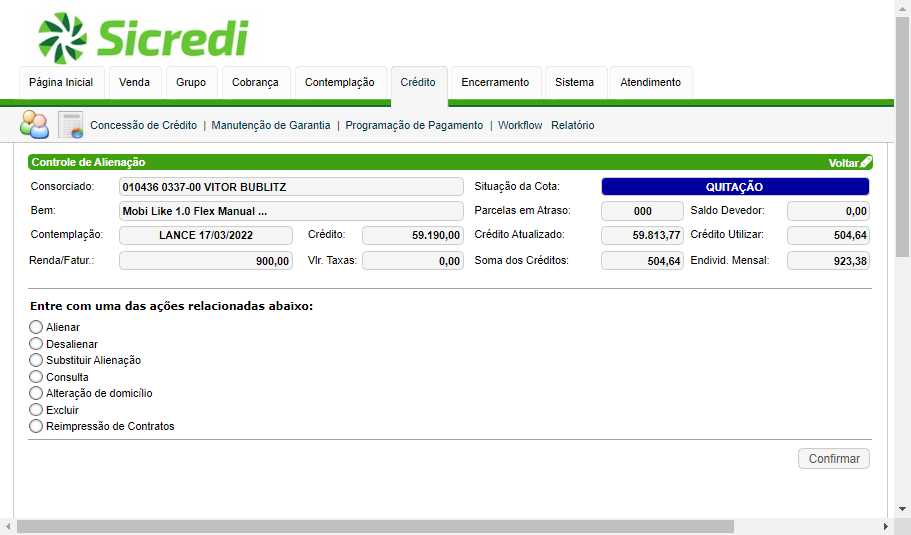 Sicredi
Página Inicial Venda Grupo Cobrança Contemplação Crédito Encerramento Sistema Atendimento
Concessão de Crédito | Manutenção de Garantia | Programação de Pagamento | Workflow Relatório
Controle de Alienação Voltar
Consorciado: 010436 0337-00 VITOR BUBLITZ Situação da Cota: QUITAÇÃO
Bem: Mobi Like 1.0 Flex Manual ... Parcelas em Atraso: 000 Saldo Devedor: 0,00
Contemplação: LANCE 17/03/2022 Crédito: 59.190,00 Crédito Atualizado: 59.813,77 Crédito Utilizar: 504,64
Renda/Fatur.: 900,00 Vlr. Taxas: 0,00 Soma dos Créditos: 504,64 Endivid. Mensal: 923,38
Entre com uma das ações relacionadas abaixo:
Alienar
Desalienar
Substituir Alienação
Consulta
Alteração de domicílio
Excluir
Reimpressão de Contratos
Confirmar